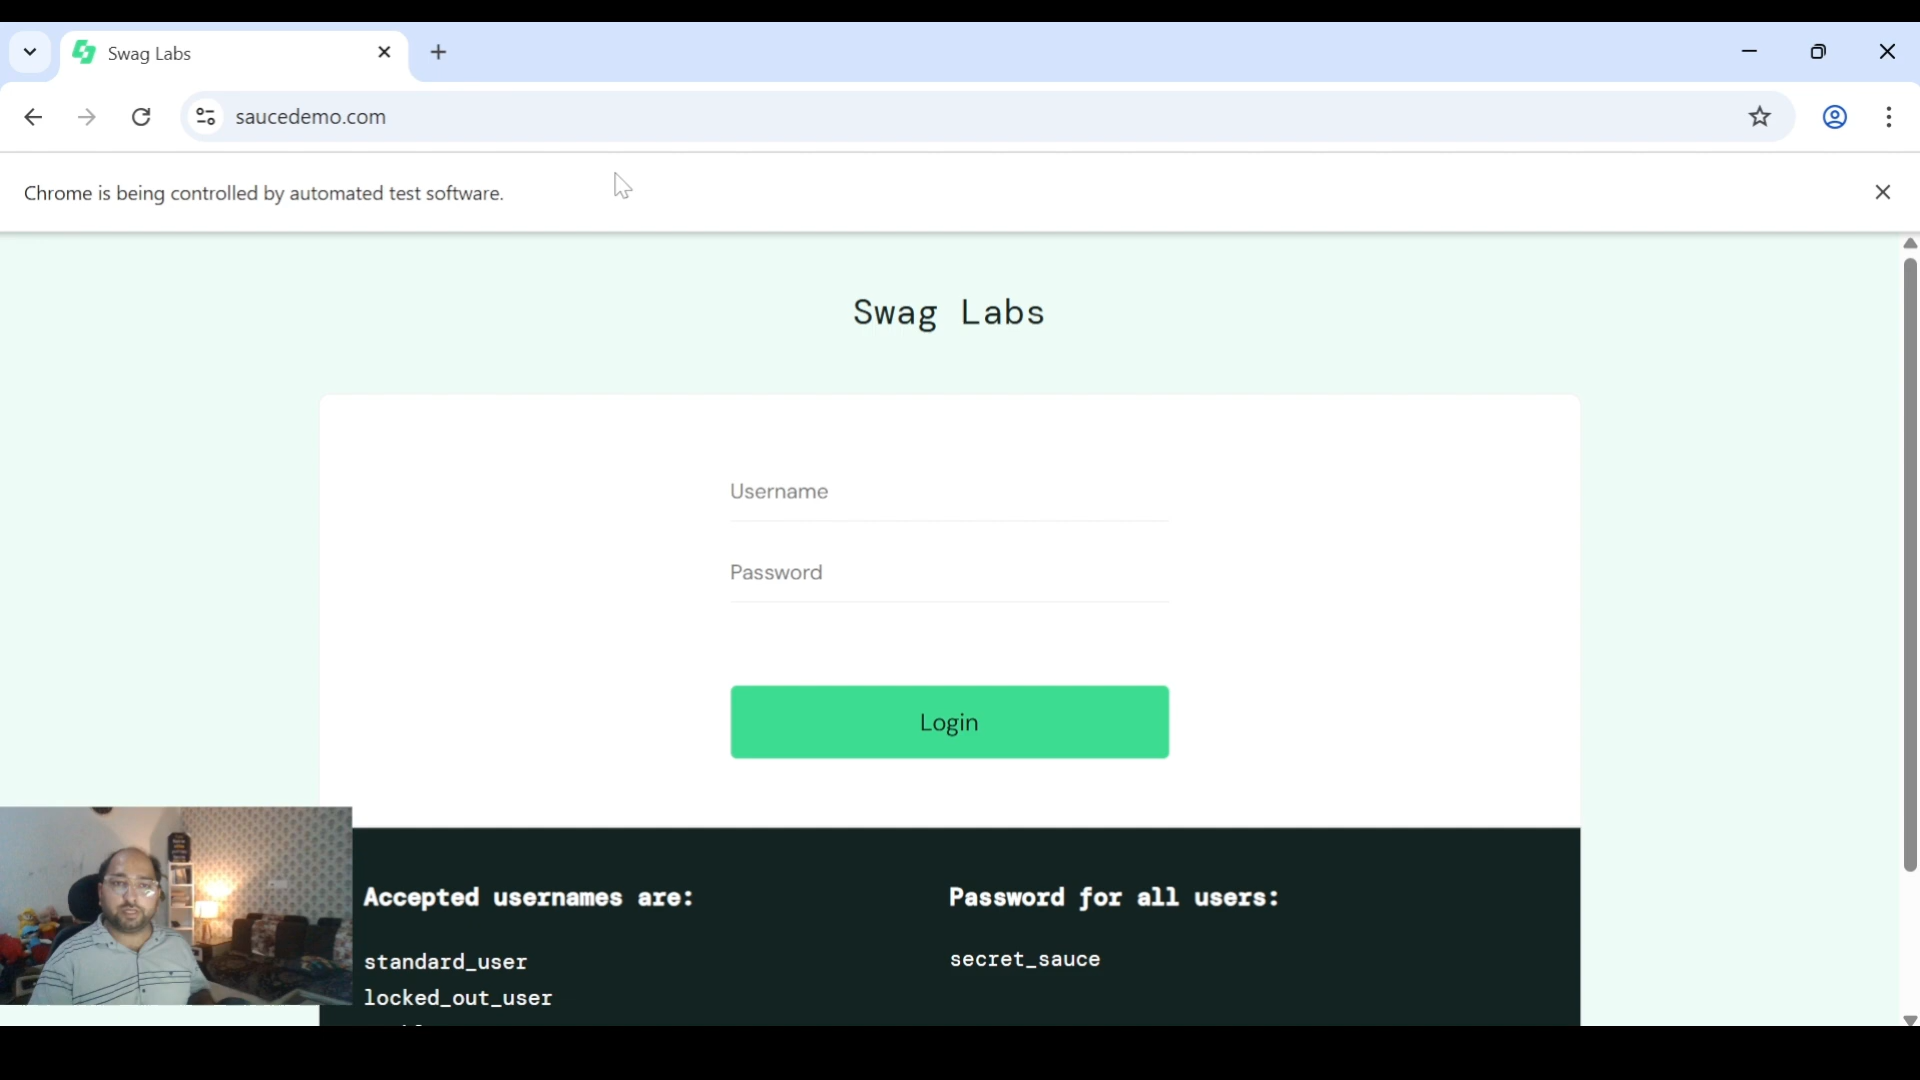 Swag Labs
saucedemo.com
Chrome is being controlled by automated test software.
Swag Labs
Username
Password
Login
Accepted usernames are:
standard_user
locked_out_user
Password for all users:
secret_sauce